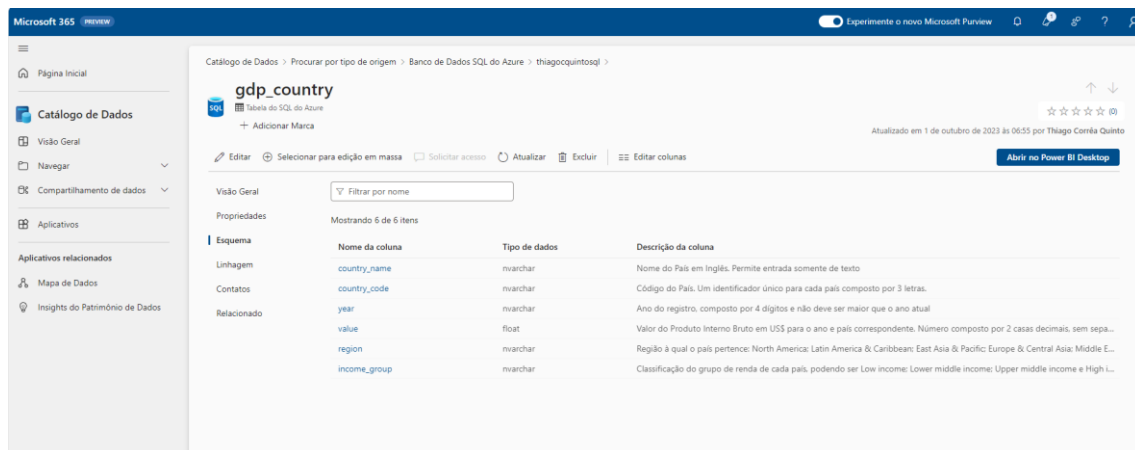 Microsoft 365 PREVIEW
Experimente o novo Microsoft Purview
1
?
Página Inicial
Catálogo de Dados
Visão Geral
Navegar
Compartilhamento de dados
Aplicativos
Aplicativos relacionados
Mapa de Dados
Insights do Patrimônio de Dados
Catálogo de Dados > Procurar por tipo de origem > Banco de Dados SQL do Azure > thiagocquintosql >
SQL
gdp_country
Tabela do SQL do Azure
+ Adicionar Marca
(0)
Atualizado em 1 de outubro de 2023 às 06:55 por Thiago Corrêa Quinto
Editar Selecionar para edição em massa Solicitar acesso Atualizar Excluir Editar colunas
Abrir no Power BI Desktop
Visão Geral
Propriedades
Esquema
Linhagem
Contatos
Relacionado
Filtrar por nome
Mostrando 6 de 6 itens
Nome da coluna Tipo de dados Descrição da coluna
country_name nvarchar Nome do País em Inglês. Permite entrada somente de texto
country_code nvarchar Código do País. Um identificador único para cada país composto por 3 letras.
year nvarchar Ano do registro, composto por 4 dígitos e não deve ser maior que o ano atual
value float Valor do Produto Interno Bruto em US$ para o ano e país correspondente. Número composto por 2 casas decimais, sem sepa...
region nvarchar Região à qual o país pertence: North America; Latin America & Caribbean; East Asia & Pacific; Europe & Central Asia; Middle E...
income_group nvarchar Classificação do grupo de renda de cada país, podendo ser Low income; Lower middle income; Upper middle income e High i...